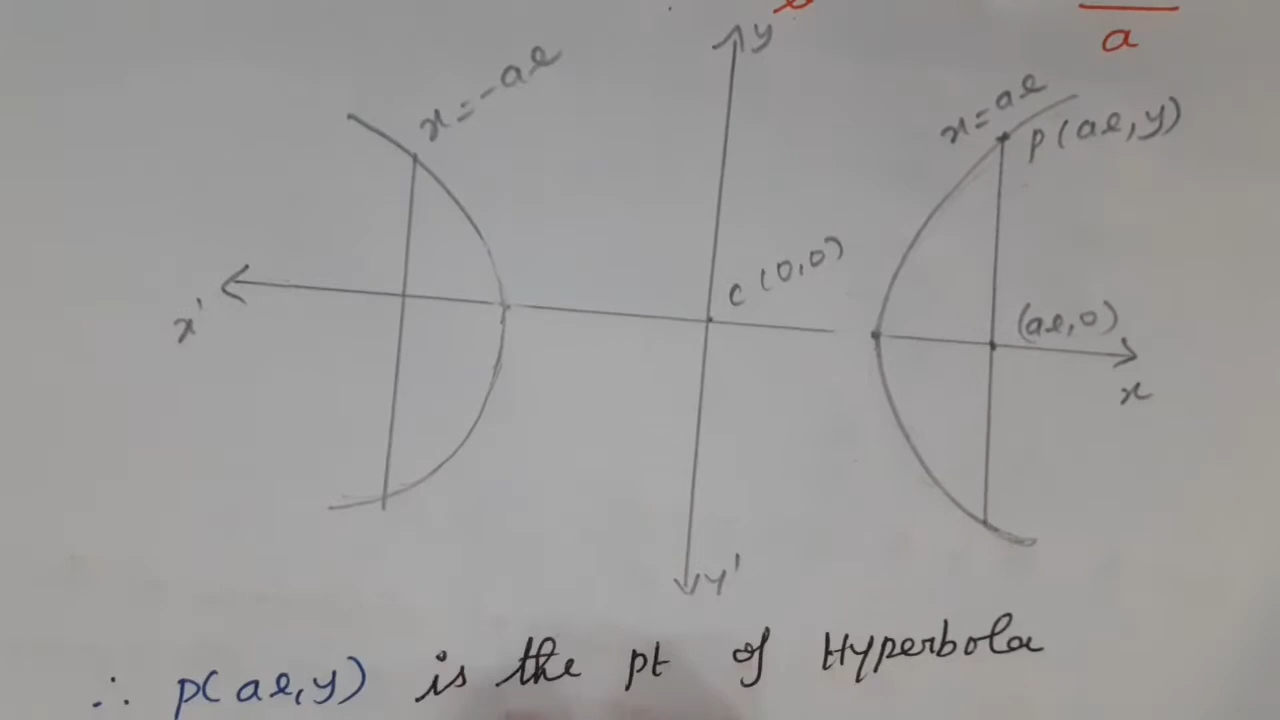 a
y
x=-ae
x=ae
p(ae,y)
c(0,0)
(ae,0)
x'
x
y'
∴ p(ae,y) is the pt of Hyperbola